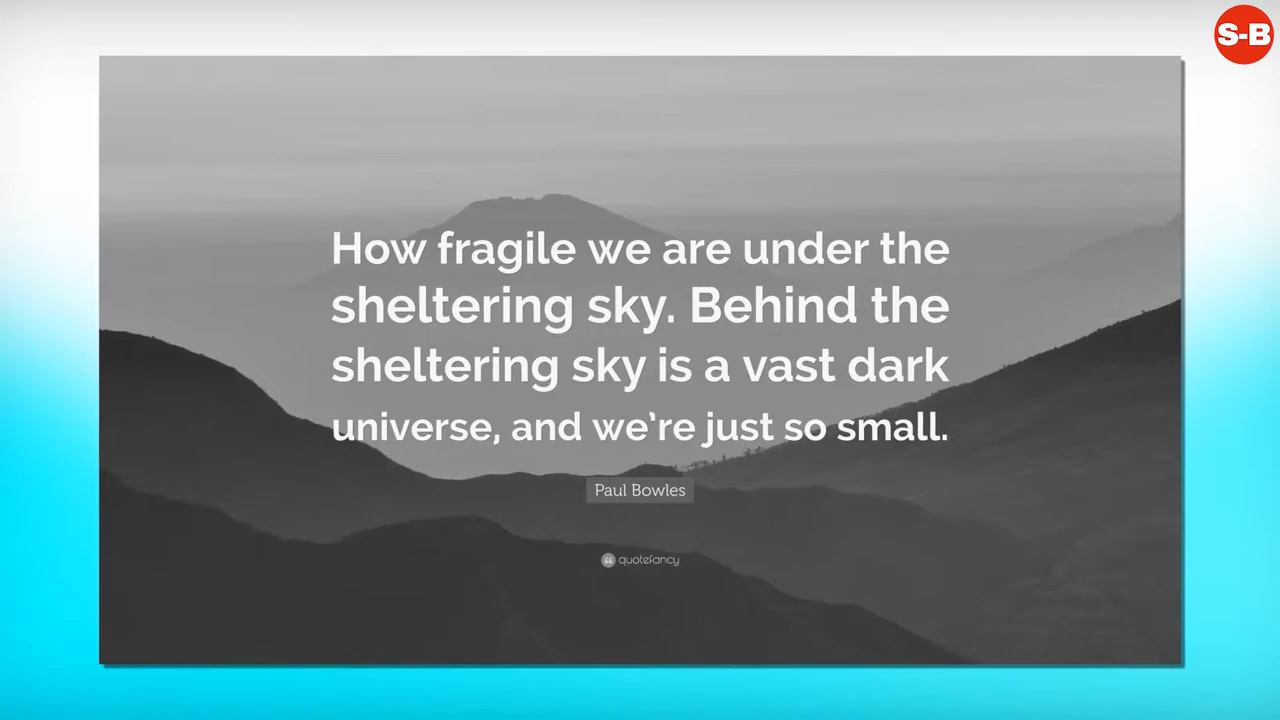 S-B
How fragile we are under the
sheltering sky. Behind the
sheltering sky is a vast dark
universe, and we’re just so small.
Paul Bowles
quotefancy